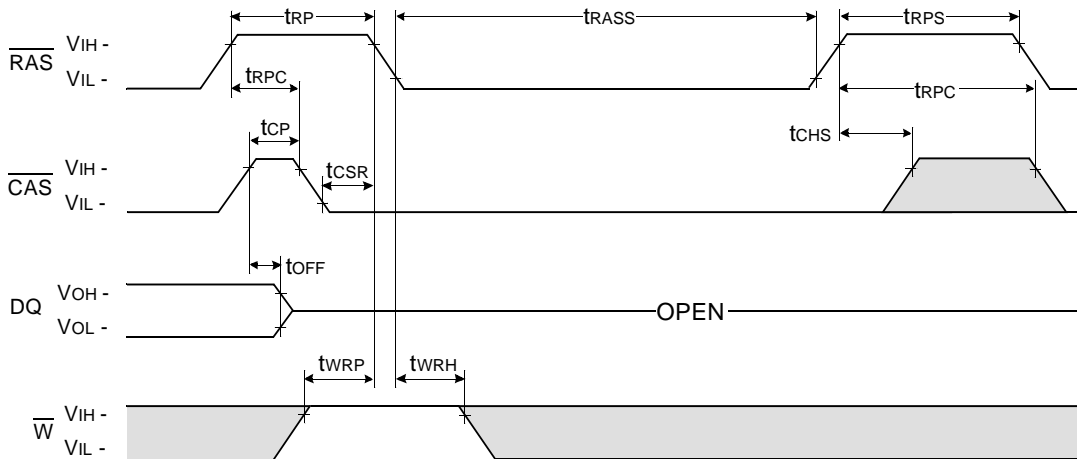 tRP tRASS tRPS
RAS VIH -
VIL -
tRPC tRPC
tCP tCHS
CAS VIH -
VIL -
tCSR
tOFF
DQ VOH -
VOL -
OPEN
tWRP tWRH
W VIH -
VIL -